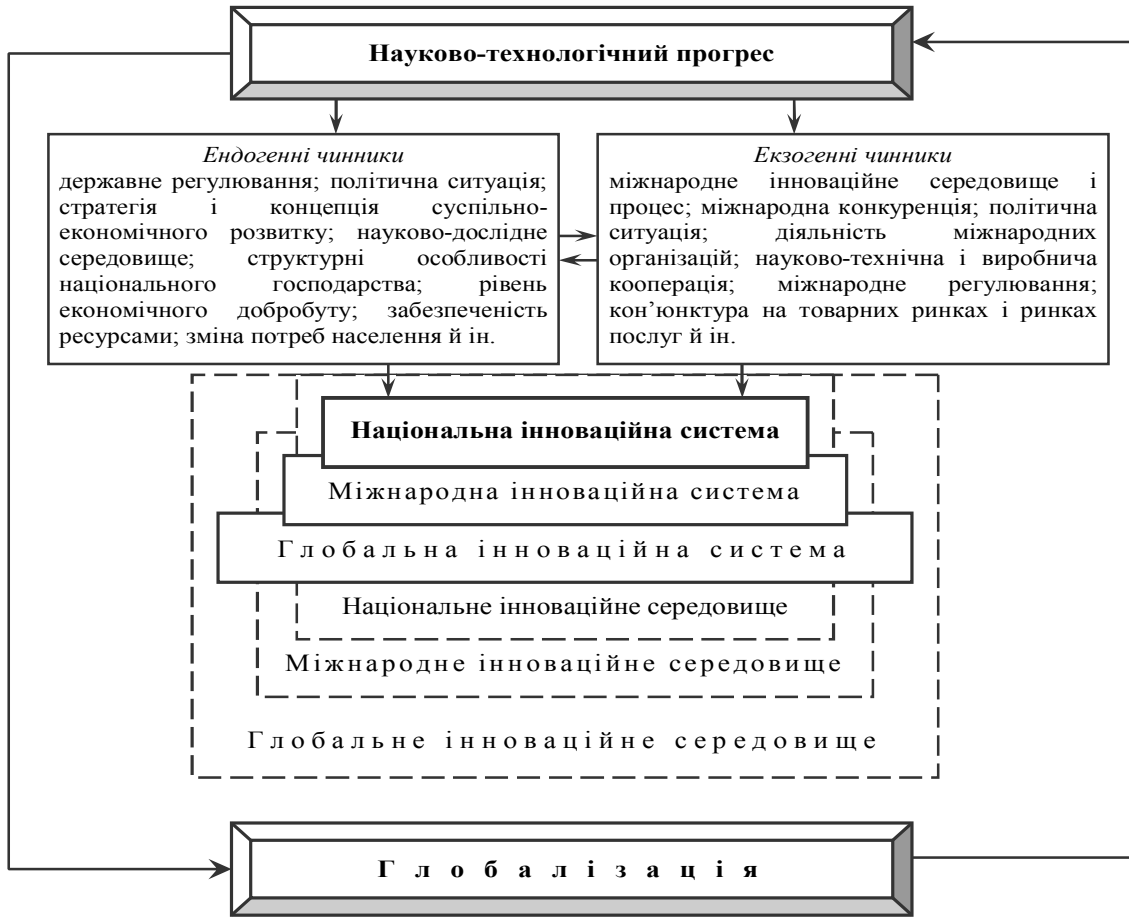 Науково-технологічний прогрес
Ендогенні чинники
державне регулювання; політична ситуація;
стратегія і концепція суспільно-
економічного розвитку; науково-дослідне
середовище; структурні особливості
національного господарства; рівень
економічного добробуту; забезпеченість
ресурсами; зміна потреб населення й ін.
Екзогенні чинники
міжнародне інноваційне середовище і
процес; міжнародна конкуренція; політична
ситуація; діяльність міжнародних
організацій; науково-технічна і виробнича
кооперація; міжнародне регулювання;
кон’юнктура на товарних ринках і ринках
послуг й ін.
Національна інноваційна система
Міжнародна інноваційна система
Глобальна інноваційна система
Національне інноваційне середовище
Міжнародне інноваційне середовище
Глобальне інноваційне середовище
Глобалізація